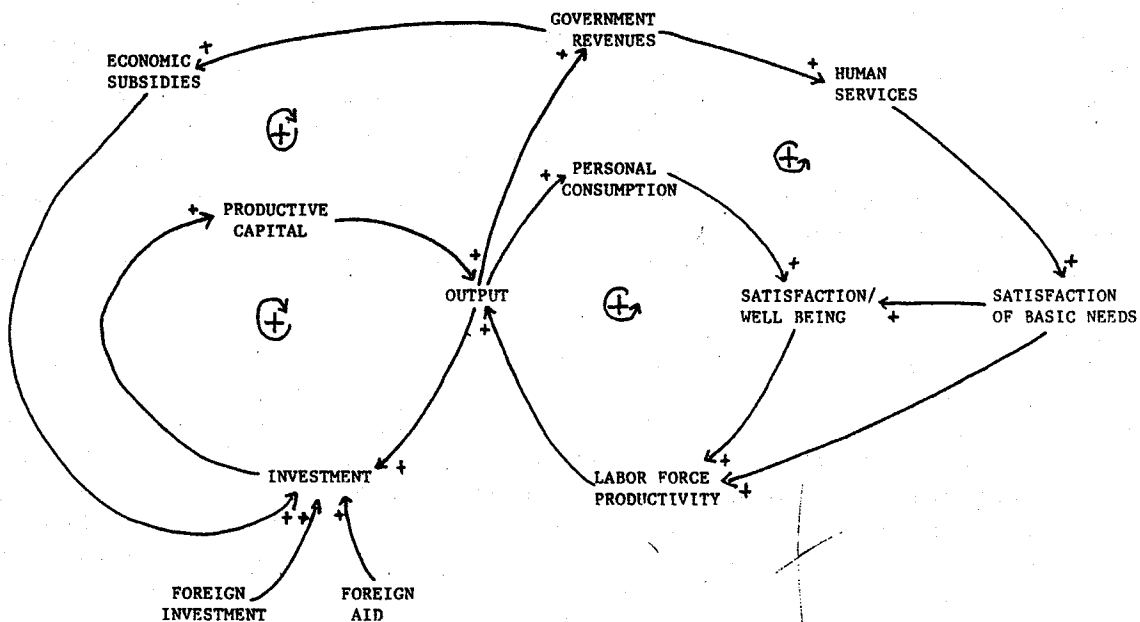 GOVERNMENT
REVENUES
+
+
ECONOMIC
SUBSIDIES
+
HUMAN
SERVICES
+
+
+
PERSONAL
CONSUMPTION
+
PRODUCTIVE
CAPITAL
+
+
+
OUTPUT
+
+
+
SATISFACTION/
WELL BEING
+
SATISFACTION
OF BASIC NEEDS
+
+
INVESTMENT
+
+
LABOR FORCE
PRODUCTIVITY
+
+ + +
FOREIGN
INVESTMENT
FOREIGN
AID